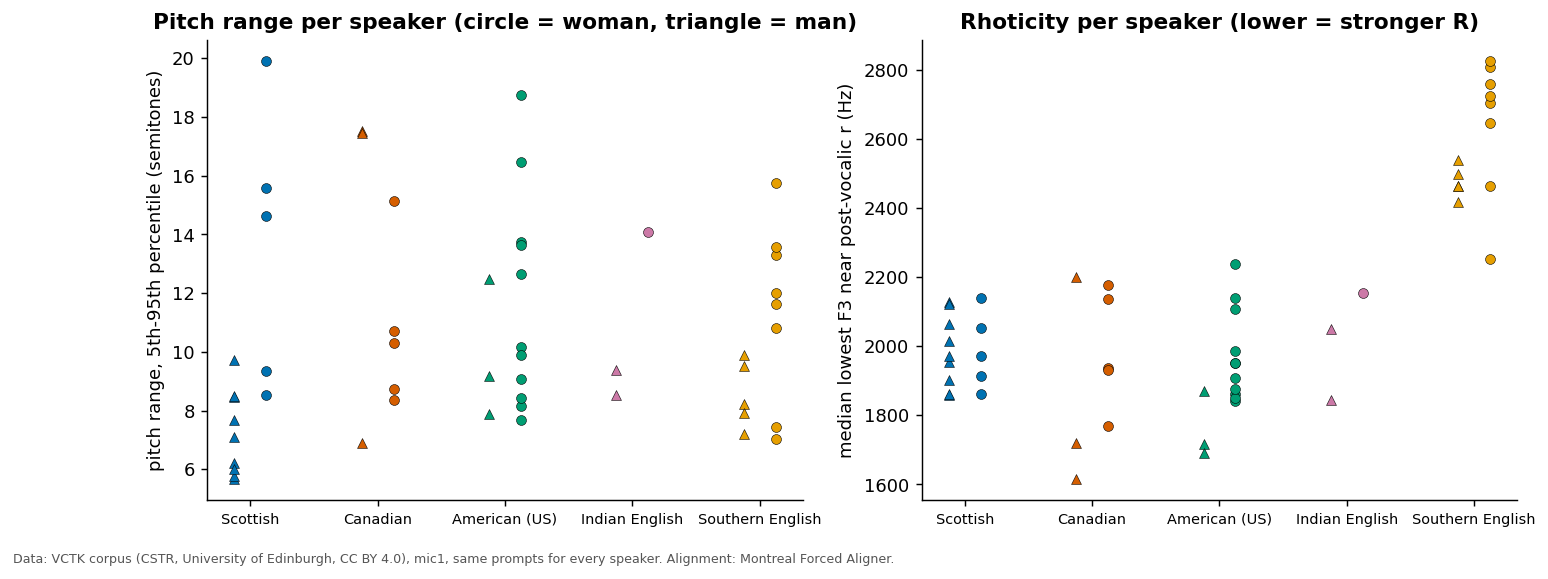 Pitch range per speaker (circle = woman, triangle = man)
pitch range, 5th-95th percentile (semitones)
20
18
16
14
12
10
8
6
Scottish Canadian American (US) Indian English Southern English
Rhoticity per speaker (lower = stronger R)
median lowest F3 near post-vocalic r (Hz)
2800
2600
2400
2200
2000
1800
1600
Scottish Canadian American (US) Indian English Southern English
Data: VCTK corpus (CSTR, University of Edinburgh, CC BY 4.0), mic1, same prompts for every speaker. Alignment: Montreal Forced Aligner.